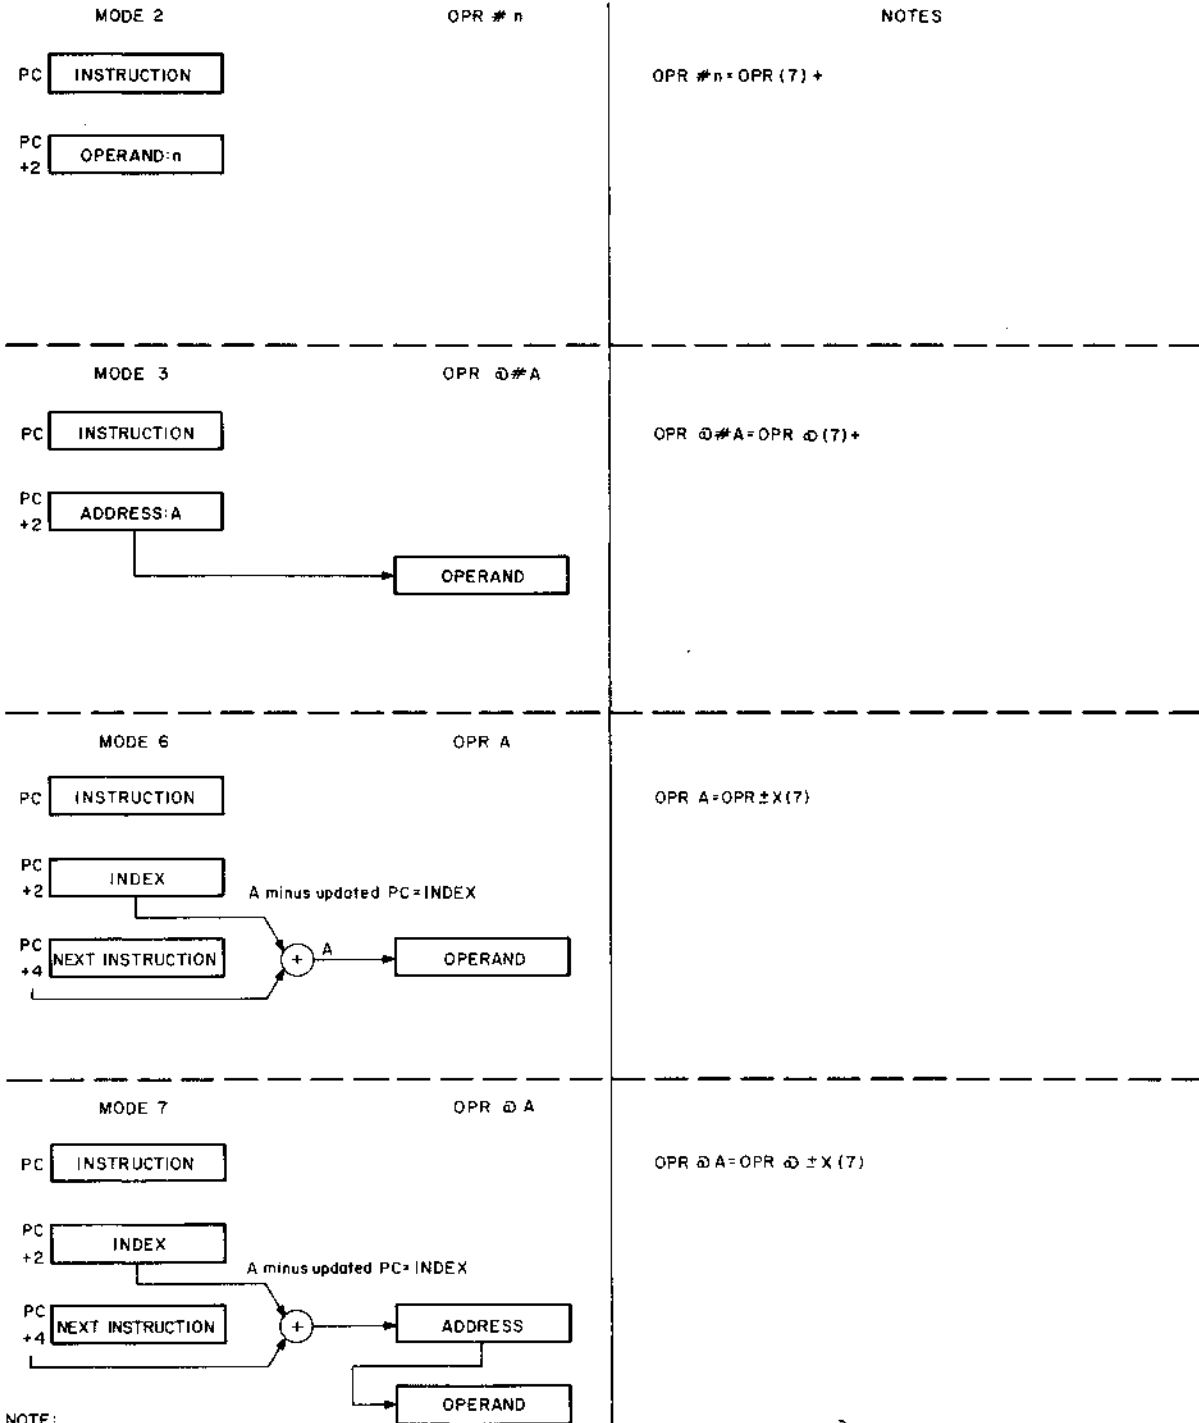 MODE 2 OPR #n NOTES
PC INSTRUCTION OPR #n=OPR (7)+
PC
+2 OPERAND:n
MODE 3 OPR @#A
PC INSTRUCTION OPR @#A=OPR @(7)+
PC
+2 ADDRESS:A
OPERAND
MODE 6 OPR A
PC INSTRUCTION OPR A=OPR±X(7)
PC
+2 INDEX
A minus updated PC=INDEX
PC
+4 NEXT INSTRUCTION + A OPERAND
MODE 7 OPR @A
PC INSTRUCTION OPR @A=OPR @±X(7)
PC
+2 INDEX
A minus updated PC=INDEX
PC
+4 NEXT INSTRUCTION + ADDRESS
OPERAND
NOTE: